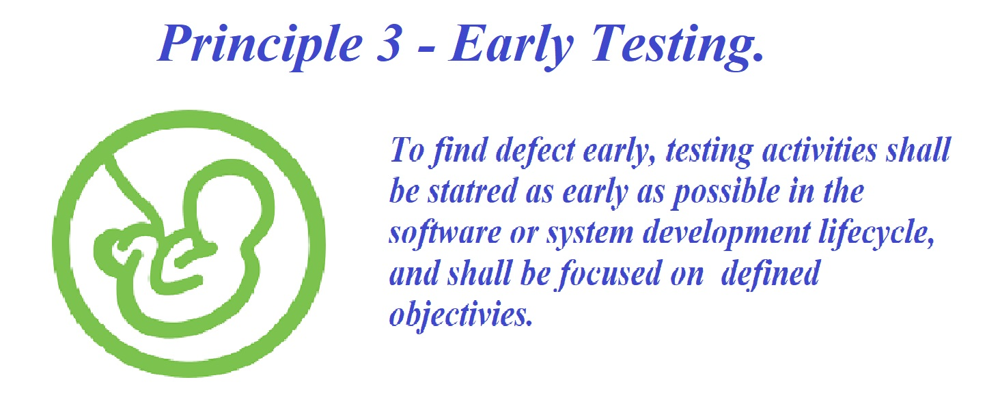 Principle 3 - Early Testing.
To find defect early, testing activities shall
be statred as early as possible in the
software or system development lifecycle,
and shall be focused on  defined
objectivies.